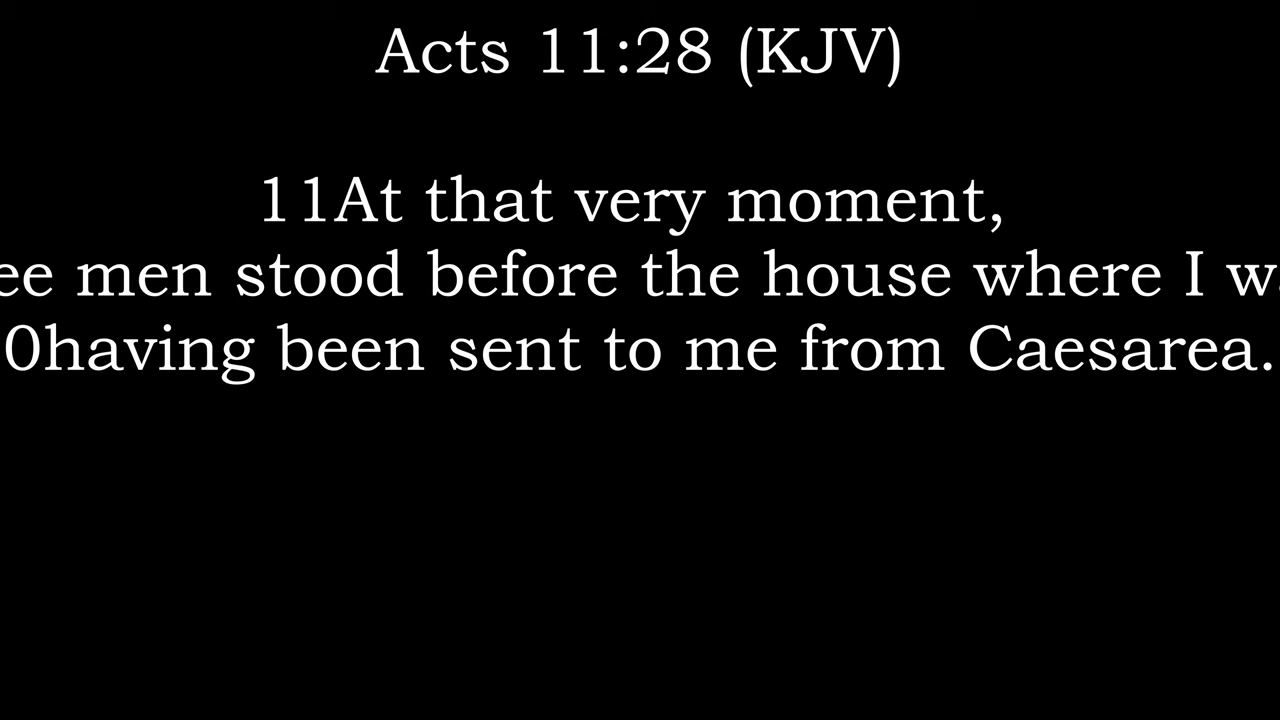 Acts 11:28 (KJV)
11At that very moment,
ee men stood before the house where I w
0having been sent to me from Caesarea.